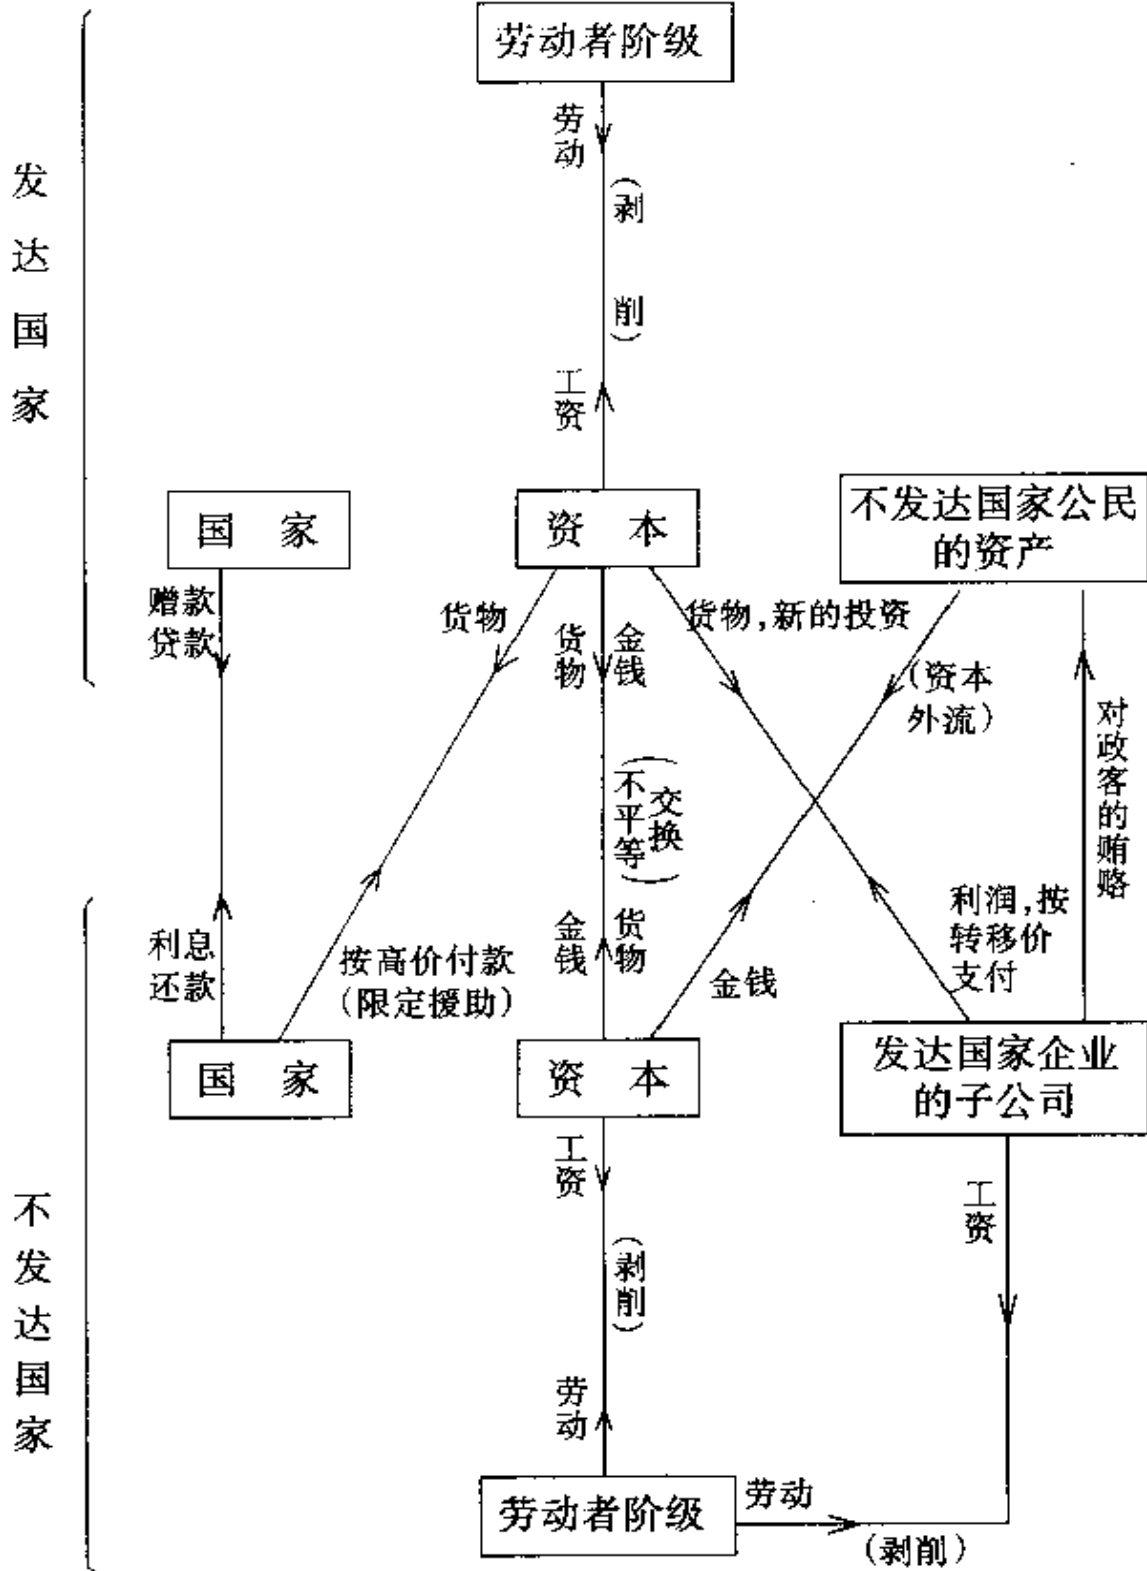 劳动者阶级
劳动
(剥 削)
工资
发达国家
国 家
资 本
不发达国家公民
的资产
赠款
贷款
货物
货物
金钱
货物,新的投资
(资本
外流)
对政客的贿赂
(不平等
交换)
利息
还款
按高价付款
(限定援助)
金钱
货物
金钱
利润,按
转移价
支付
国 家
资 本
发达国家企业
的子公司
工资
(剥削)
工资
不发达国家
劳动
劳动者阶级
劳动
(剥削)